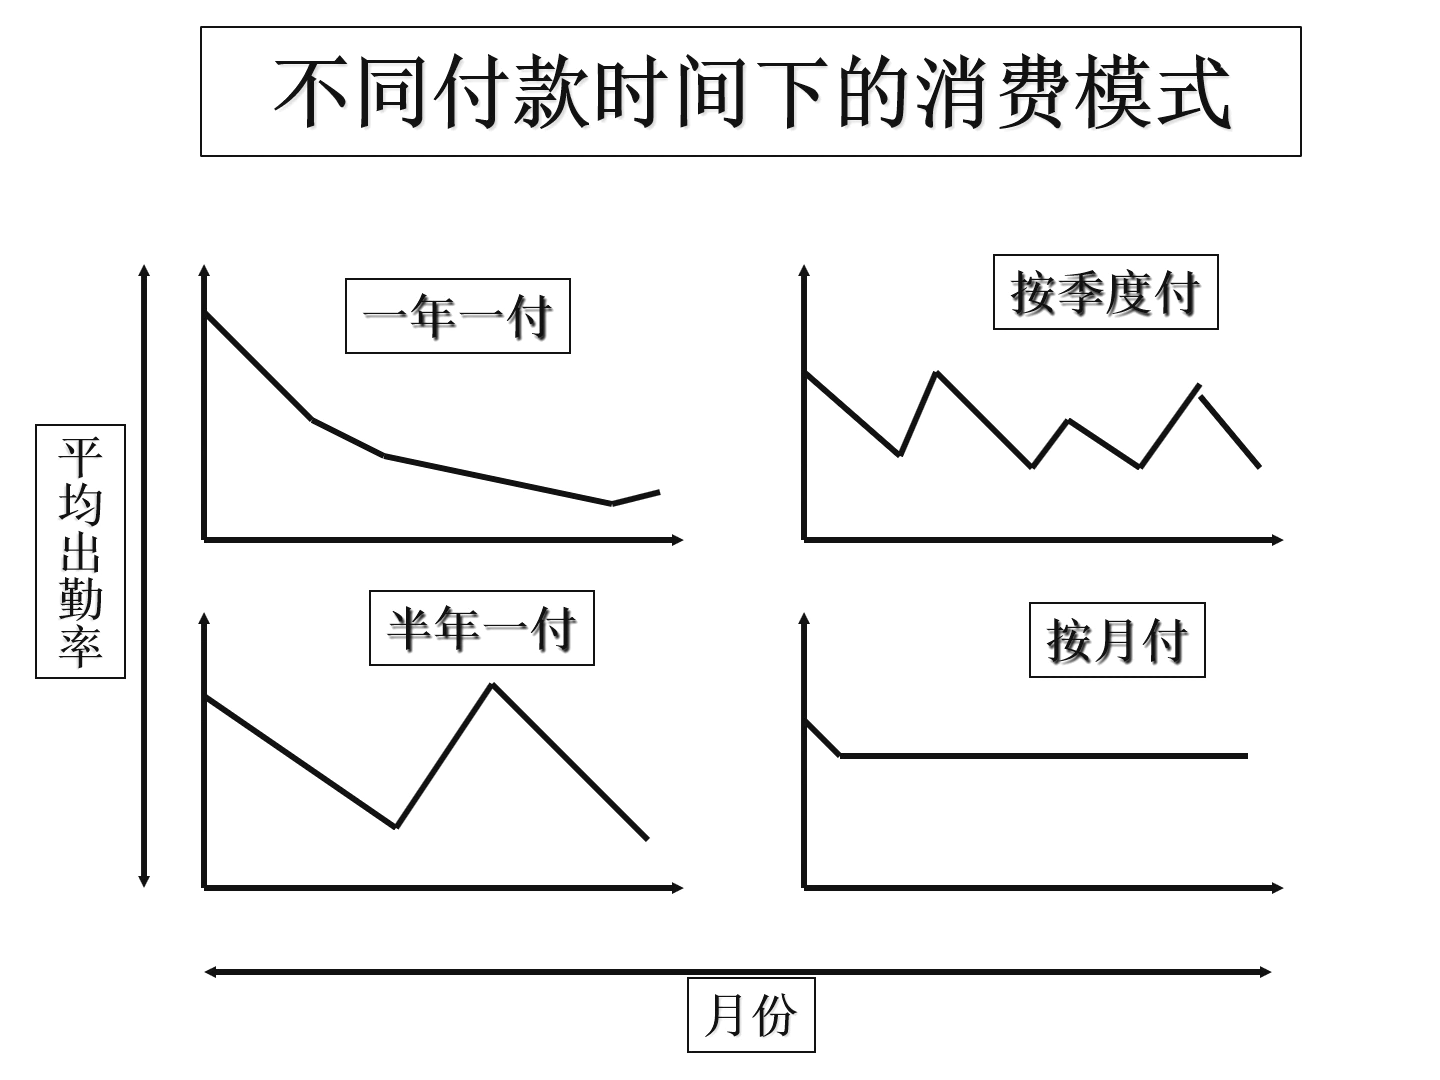 不同付款时间下的消费模式
一年一付
按季度付
平均出勤率
半年一付
按月付
月份